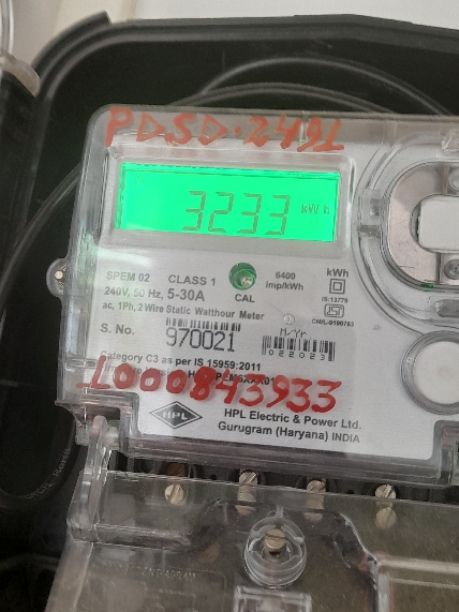 PDSD.2491
3233 kWh
SPEM 02 CLASS 1 6400 imp/kWh kWh
240V, 50 Hz, 5-30A CAL IS:13779
ac, 1Ph, 2 Wire Static Watthour Meter
S. No. 970021 M/Yr 022023
Category C3 as per IS 15959:2011
L000843933
HPL HPL Electric & Power Ltd.
Gurugram (Haryana) INDIA